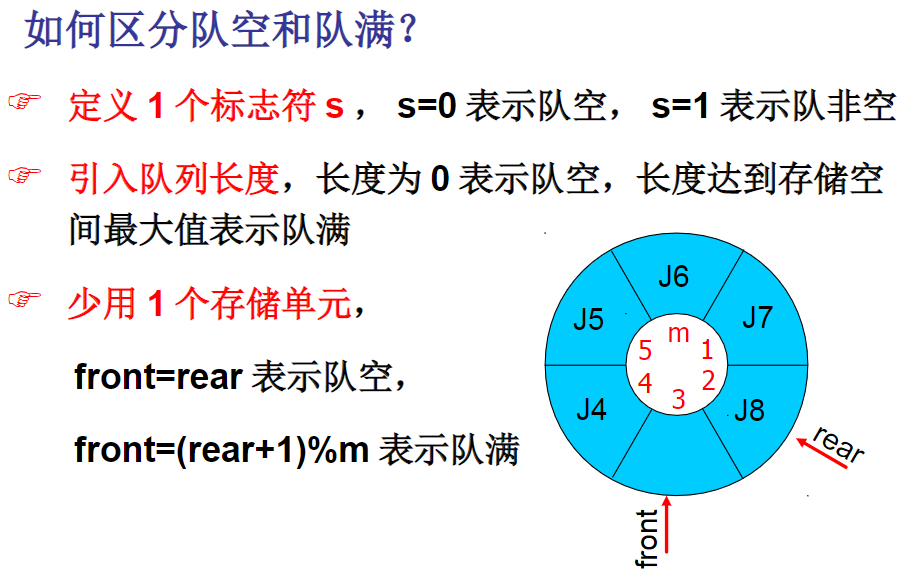 如何区分队空和队满？
☞ 定义 1 个标志符 s ， s=0 表示队空， s=1 表示队非空
☞ 引入队列长度，长度为 0 表示队空，长度达到存储空
间最大值表示队满
☞ 少用 1 个存储单元，
front=rear 表示队空，
front=(rear+1)%m 表示队满
J6
J5
J7
m
5
1
4
2
3
J4
J8
rear
front